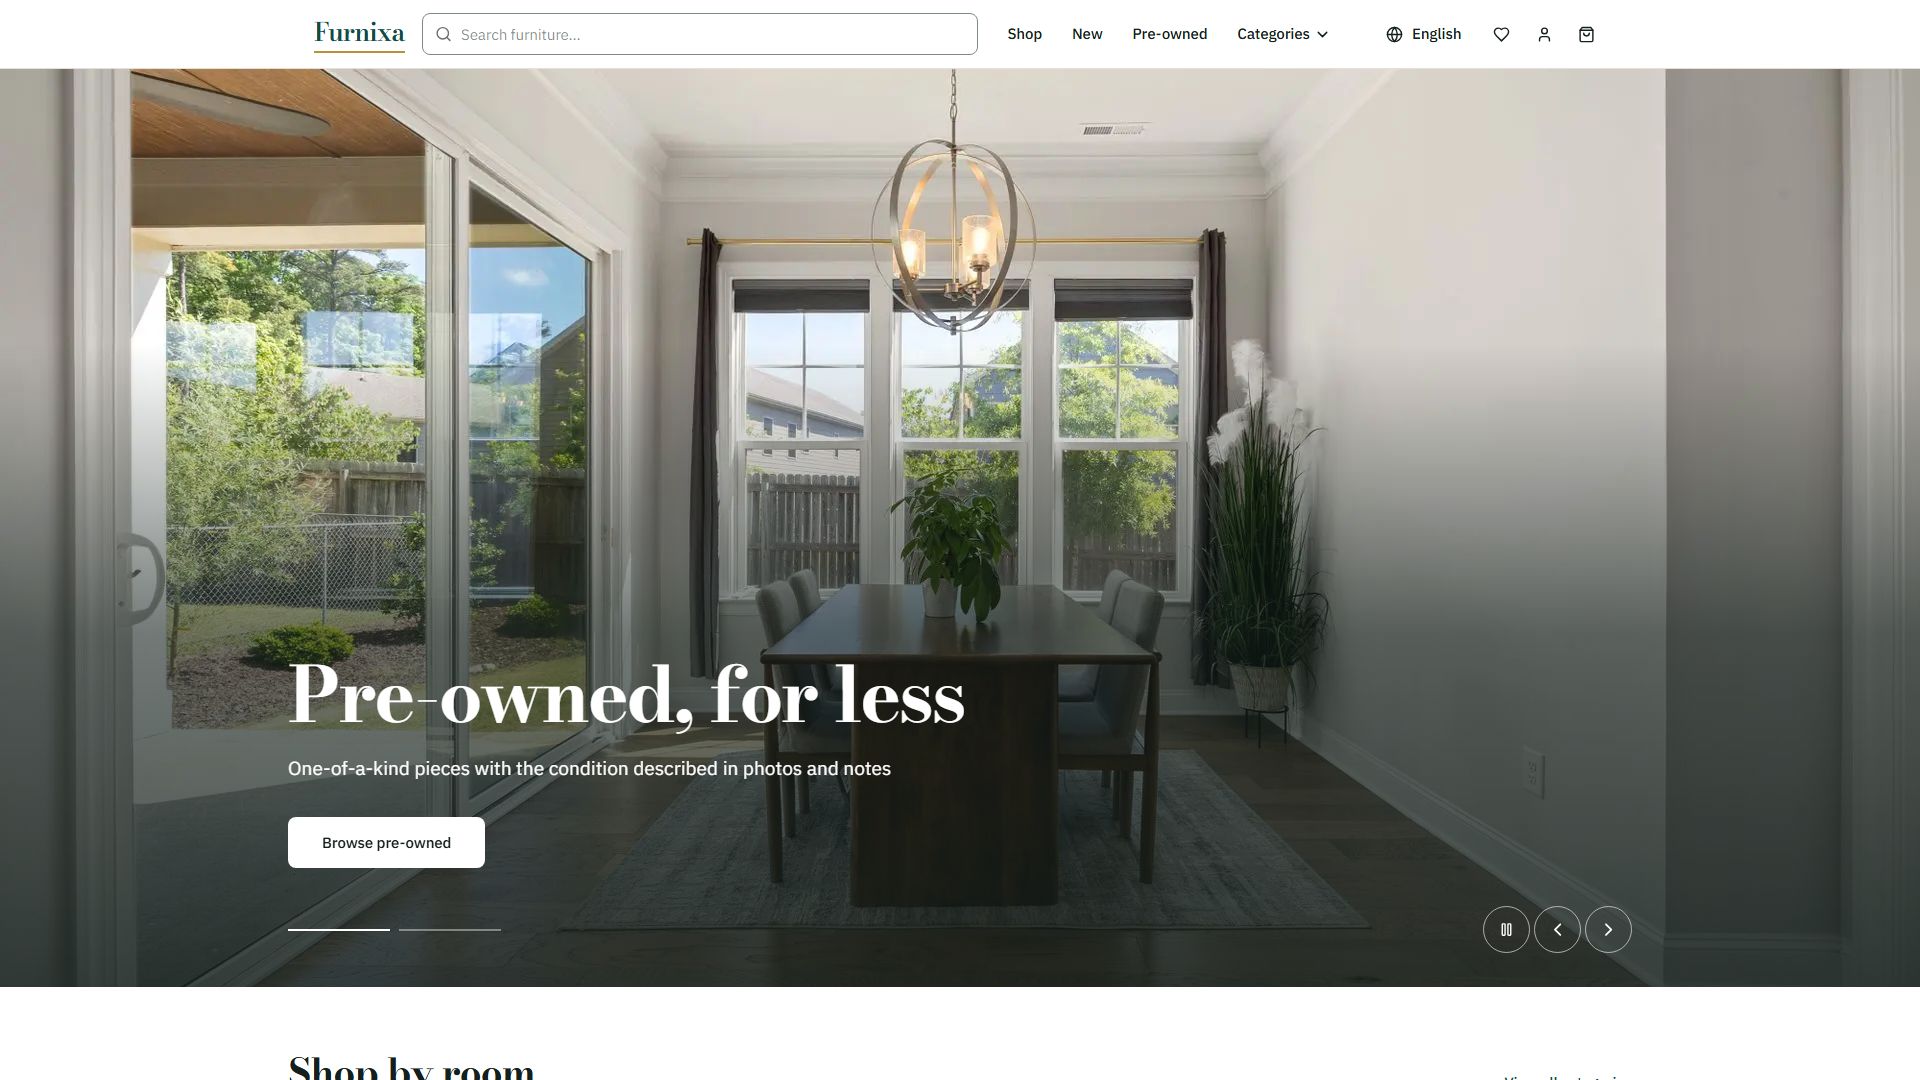 Furnixa
Search furniture...
Shop
New
Pre-owned
Categories
English
Pre-owned, for less
One-of-a-kind pieces with the condition described in photos and notes
Browse pre-owned
Shop by room